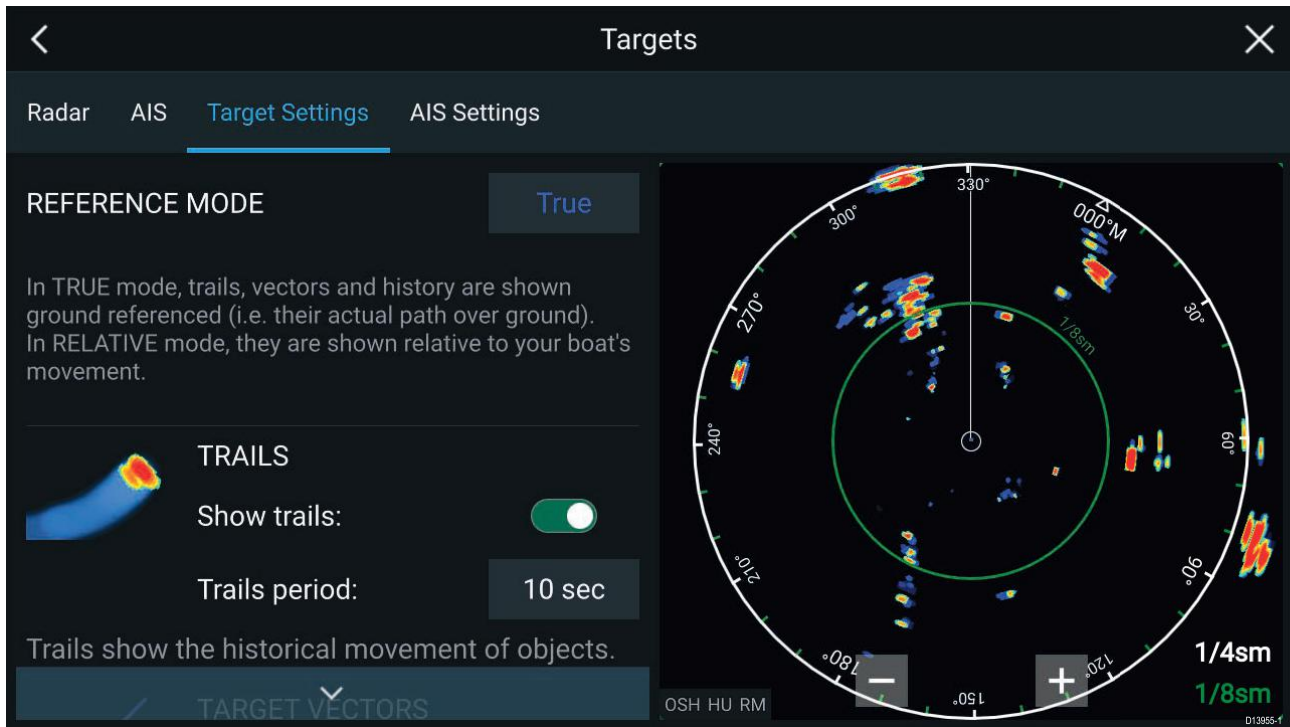 Targets
Radar AIS Target Settings AIS Settings
REFERENCE MODE True
In TRUE mode, trails, vectors and history are shown
ground referenced (i.e. their actual path over ground).
In RELATIVE mode, they are shown relative to your boat's
movement.
TRAILS
Show trails:
Trails period: 10 sec
Trails show the historical movement of objects.
TARGET VECTORS
330°
000°M
30°
60°
90°
120°
150°
180°
210°
240°
270°
300°
1/8sm
1/4sm
1/8sm
OSH HU RM
D13955-1